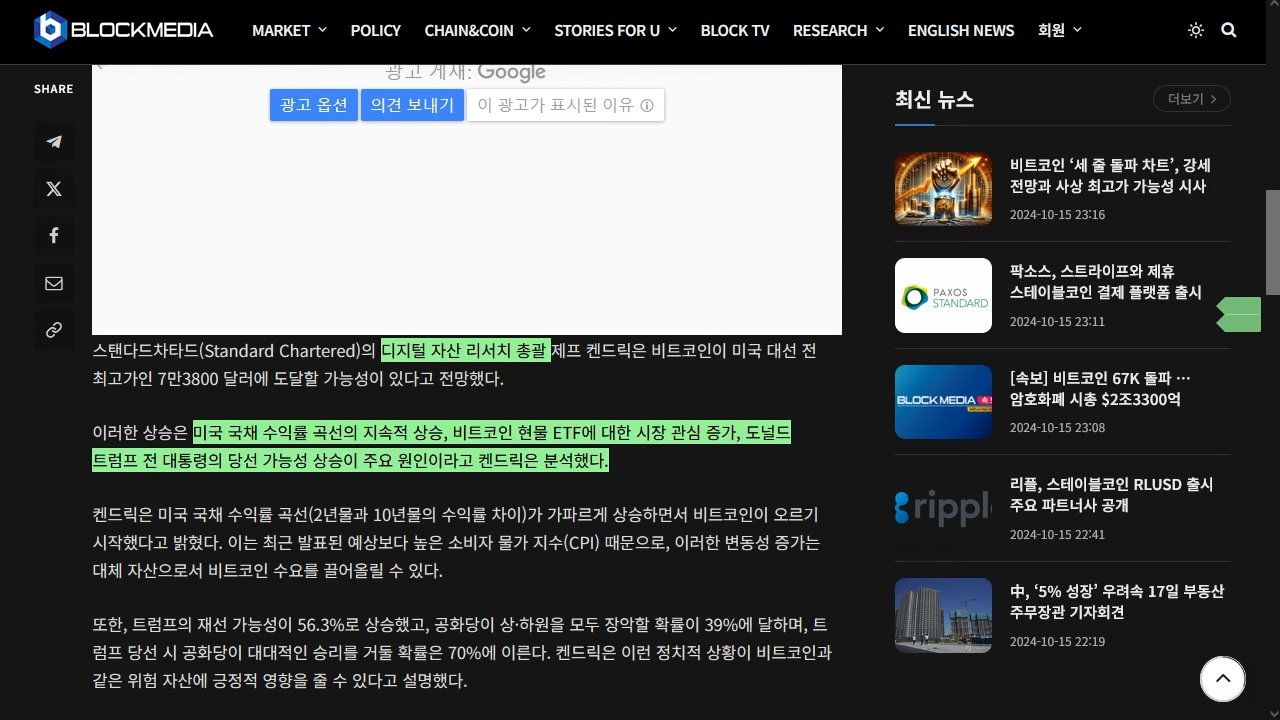 BLOCKMEDIA
MARKET
POLICY
CHAIN&COIN
STORIES FOR U
BLOCK TV
RESEARCH
ENGLISH NEWS
회원
SHARE
광고 게재: Google
광고 옵션
의견 보내기
이 광고가 표시된 이유
스탠다드차타드(Standard Chartered)의 디지털 자산 리서치 총괄 제프 켄드릭은 비트코인이 미국 대선 전
최고가인 7만3800 달러에 도달할 가능성이 있다고 전망했다.
이러한 상승은 미국 국채 수익률 곡선의 지속적 상승, 비트코인 현물 ETF에 대한 시장 관심 증가, 도널드
트럼프 전 대통령의 당선 가능성 상승이 주요 원인이라고 켄드릭은 분석했다.
켄드릭은 미국 국채 수익률 곡선(2년물과 10년물의 수익률 차이)가 가파르게 상승하면서 비트코인이 오르기
시작했다고 밝혔다. 이는 최근 발표된 예상보다 높은 소비자 물가 지수(CPI) 때문으로, 이러한 변동성 증가는
대체 자산으로서 비트코인 수요를 끌어올릴 수 있다.
또한, 트럼프의 재선 가능성이 56.3%로 상승했고, 공화당이 상·하원을 모두 장악할 확률이 39%에 달하며, 트
럼프 당선 시 공화당이 대대적인 승리를 거둘 확률은 70%에 이른다. 켄드릭은 이런 정치적 상황이 비트코인과
같은 위험 자산에 긍정적 영향을 줄 수 있다고 설명했다.
최신 뉴스
더보기
비트코인 ‘세 줄 돌파 차트’, 강세
전망과 사상 최고가 가능성 시사
2024-10-15 23:16
PAXOS
STANDARD
팍소스, 스트라이프와 제휴
스테이블코인 결제 플랫폼 출시
2024-10-15 23:11
BLOCK MEDIA
[속보] 비트코인 67K 돌파 …
암호화폐 시총 $2조3300억
2024-10-15 23:08
ripple
리플, 스테이블코인 RLUSD 출시
주요 파트너사 공개
2024-10-15 22:41
中, ‘5% 성장’ 우려속 17일 부동산
주무장관 기자회견
2024-10-15 22:19